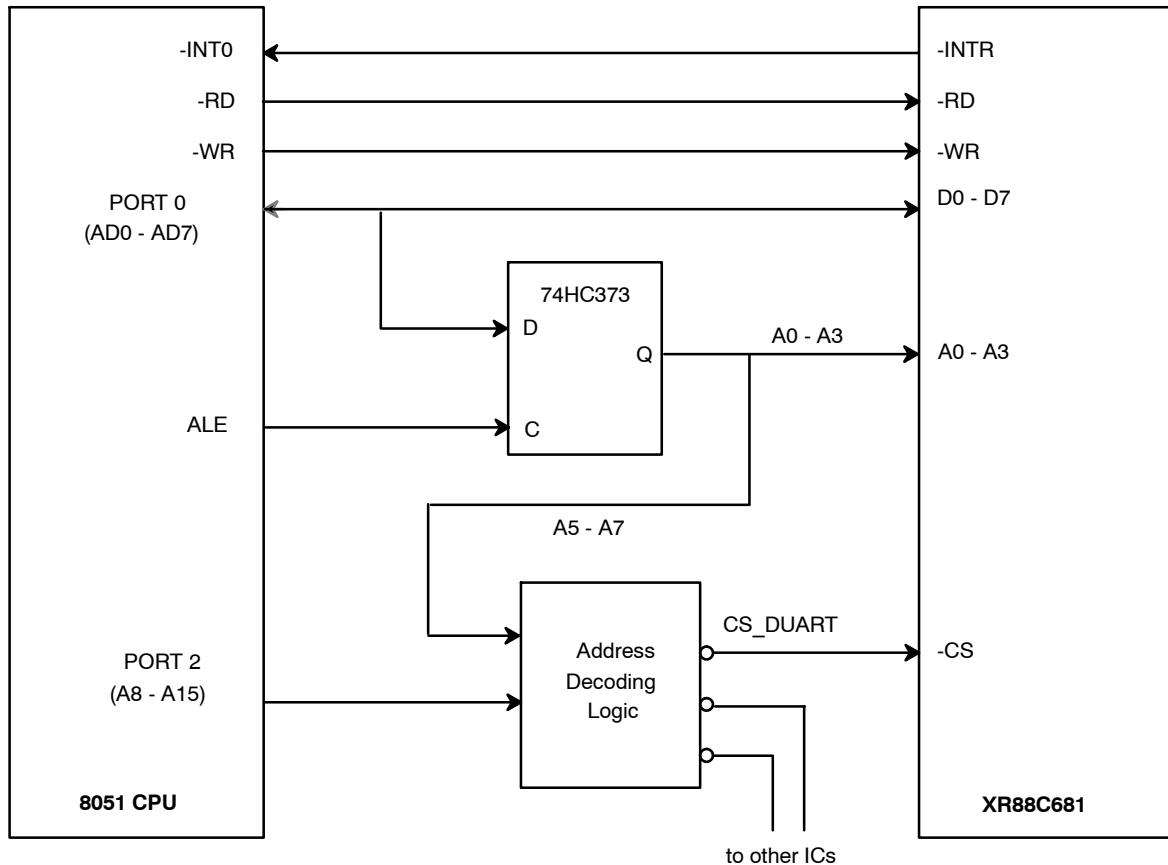 -INT0
-INTR
-RD
-RD
-WR
-WR
PORT 0
(AD0 - AD7)
D0 - D7
74HC373
D
Q
A0 - A3
A0 - A3
ALE
C
A5 - A7
CS_DUART
Address
Decoding
Logic
-CS
PORT 2
(A8 - A15)
8051 CPU
XR88C681
to other ICs